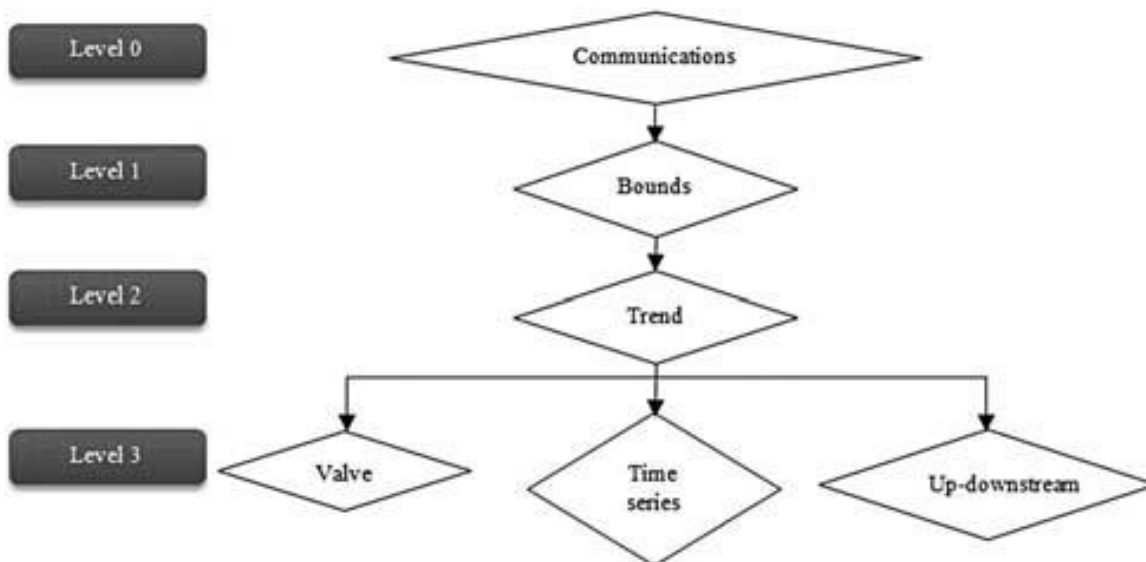 Level 0
Communications
Level 1
Bounds
Level 2
Trend
Level 3
Valve
Time
series
Up-downstream